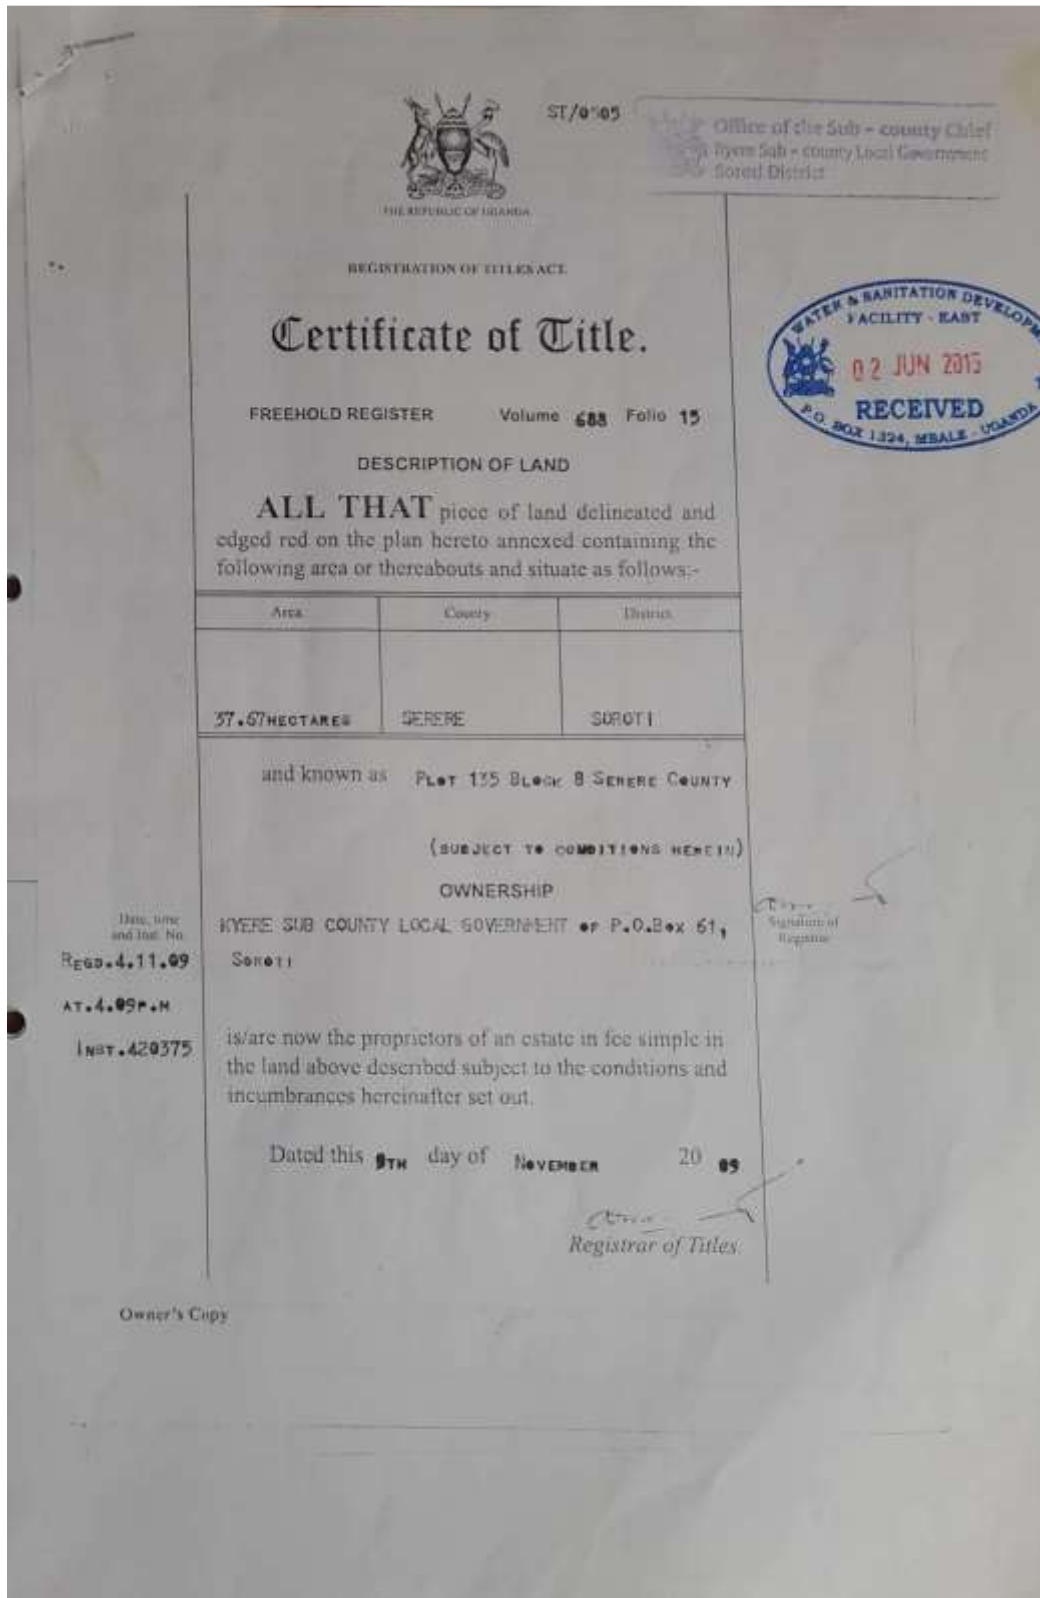 ST/0505
Office of the Sub - county Chief
Kyere Sub - county Local Government
Soroti District
THE REPUBLIC OF UGANDA
REGISTRATION OF TITLES ACT.
Certificate of Title.
WATER & SANITATION DEVELOPM
FACILITY - EAST
02 JUN 2015
RECEIVED
P.O. BOX 1324, MBALE - UGANDA
FREEHOLD REGISTER Volume 688 Folio 15
DESCRIPTION OF LAND
ALL THAT piece of land delineated and
edged red on the plan hereto annexed containing the
following area or thereabouts and situate as follows:-
Area County District
37.67HECTARES SERERE SOROTI
and known as PLOT 135 BLOCK 8 SERERE COUNTY
(SUBJECT TO CONDITIONS HEREIN)
OWNERSHIP
Date, time
and Inst. No.
REGD.4.11.09
AT.4.09P.M
INST.420375
KYERE SUB COUNTY LOCAL GOVERNMENT OF P.O.BOX 61,
SOROTI
Signature of
Registrar
is/are now the proprietors of an estate in fee simple in
the land above described subject to the conditions and
incumbrances hereinafter set out.
Dated this 9TH day of NOVEMBER 20 09
Registrar of Titles
Owner's Copy